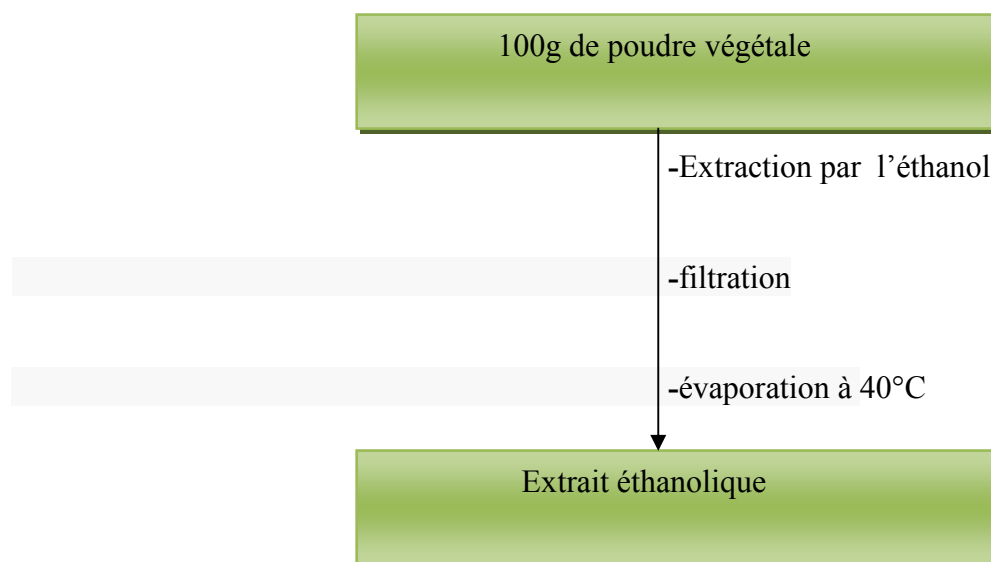 100g de poudre végétale
-Extraction par l’éthanol
-filtration
-évaporation à 40°C
Extrait éthanolique